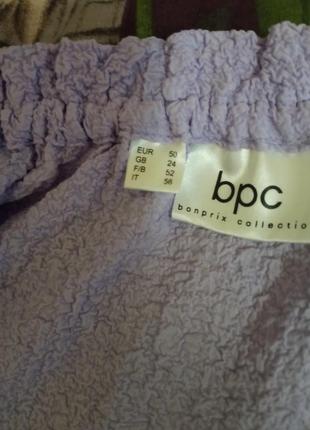 EUR 50
GB 24
F/B 52
IT 56
bpc
bonprix collectio